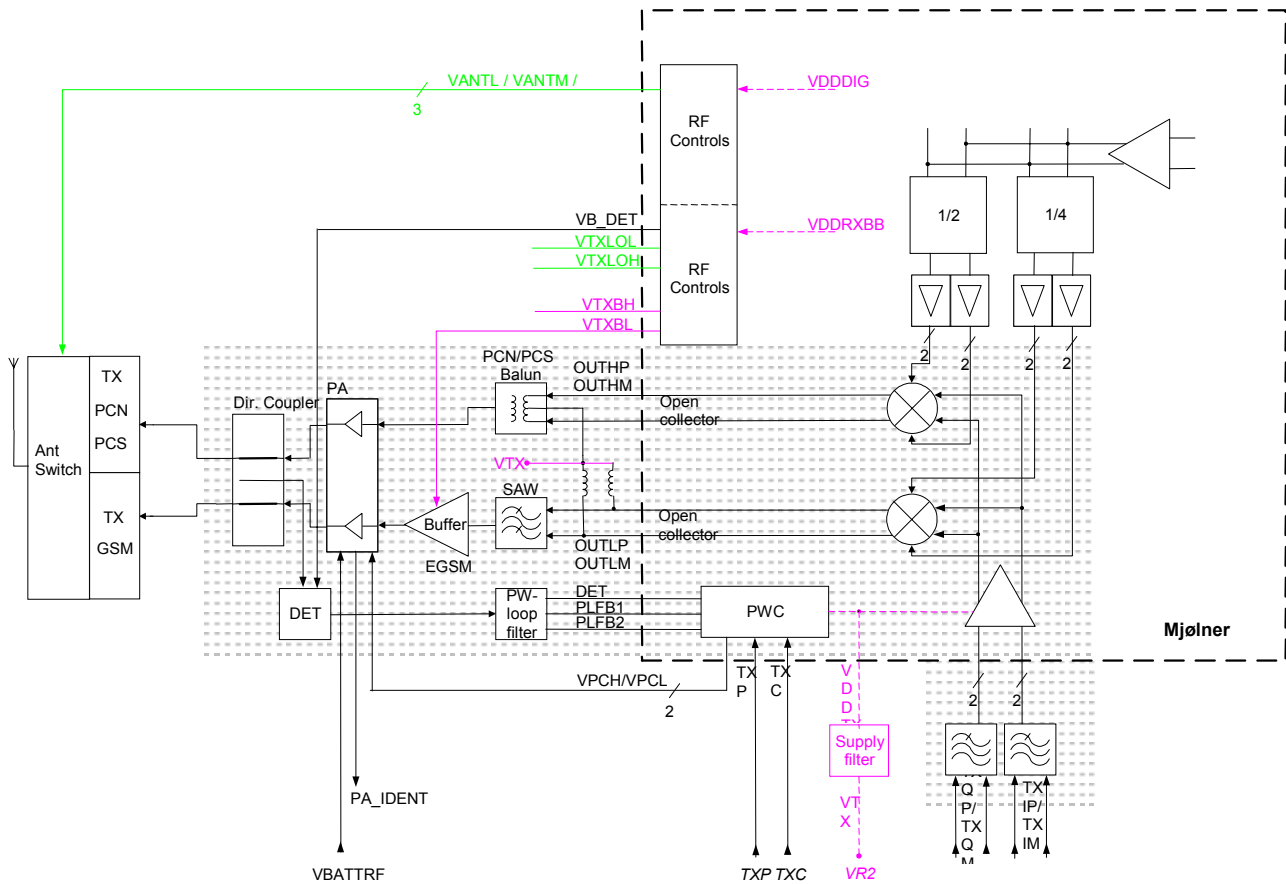 VANTL / VANTM /
3
RF
Controls
VDDDIG
VB_DET
VTXLOL
VTXLOH
VTXBH
VTXBL
RF
Controls
VDDRXBB
1/2
1/4
2
2
2
2
TX
PCN
PCS
Ant
Switch
TX
GSM
Dir. Coupler
PA
PCN/PCS
Balun
OUTHP
OUTHM
Open
collector
VTX
SAW
Buffer
EGSM
Open
collector
OUTLP
OUTLM
DET
PW-
loop
filter
DET
PLFB1
PLFB2
PWC
Mjølner
VPCH/VPCL
2
TX
P
TX
C
V
D
D
TX
Supply
filter
VT
X
2
2
Q
P/
TX
Q
M
TX
IP/
TX
IM
PA_IDENT
VBATTRF
TXP
TXC
VR2